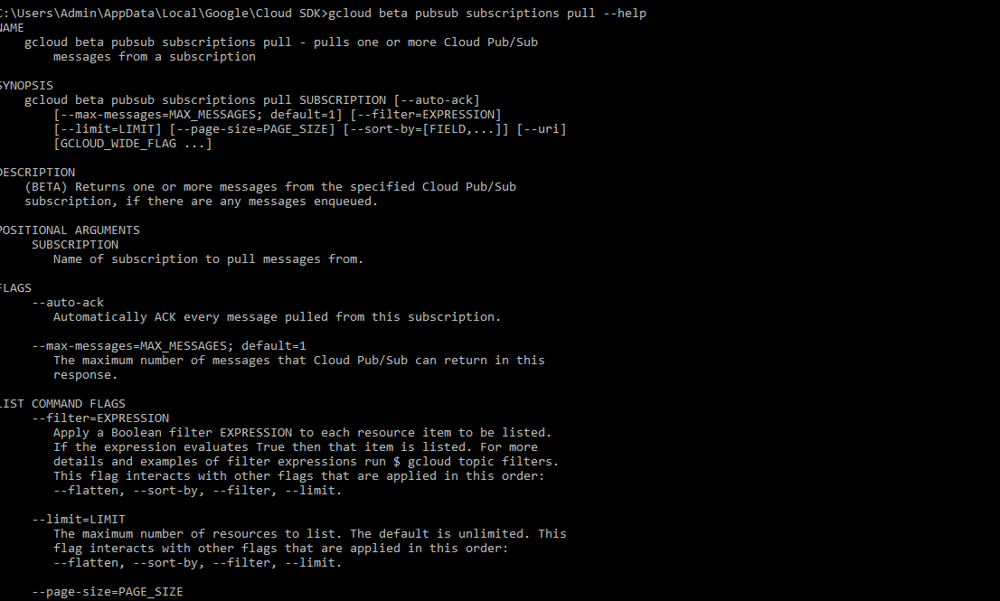 C:\Users\Admin\AppData\Local\Google\Cloud SDK>gcloud beta pubsub subscriptions pull --help
NAME
gcloud beta pubsub subscriptions pull - pulls one or more Cloud Pub/Sub
messages from a subscription
SYNOPSIS
gcloud beta pubsub subscriptions pull SUBSCRIPTION [--auto-ack]
[--max-messages=MAX_MESSAGES; default=1] [--filter=EXPRESSION]
[--limit=LIMIT] [--page-size=PAGE_SIZE] [--sort-by=[FIELD,...]] [--uri]
[GCLOUD_WIDE_FLAG ...]
DESCRIPTION
(BETA) Returns one or more messages from the specified Cloud Pub/Sub
subscription, if there are any messages enqueued.
POSITIONAL ARGUMENTS
SUBSCRIPTION
Name of subscription to pull messages from.
FLAGS
--auto-ack
Automatically ACK every message pulled from this subscription.
--max-messages=MAX_MESSAGES; default=1
The maximum number of messages that Cloud Pub/Sub can return in this
response.
LIST COMMAND FLAGS
--filter=EXPRESSION
Apply a Boolean filter EXPRESSION to each resource item to be listed.
If the expression evaluates True then that item is listed. For more
details and examples of filter expressions run $ gcloud topic filters.
This flag interacts with other flags that are applied in this order:
--flatten, --sort-by, --filter, --limit.
--limit=LIMIT
The maximum number of resources to list. The default is unlimited. This
flag interacts with other flags that are applied in this order:
--flatten, --sort-by, --filter, --limit.
--page-size=PAGE_SIZE